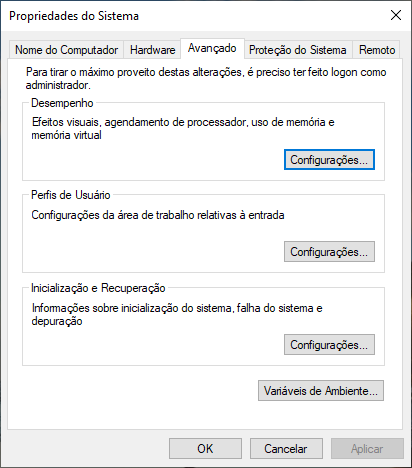 Propriedades do Sistema
Nome do Computador Hardware Avançado Proteção do Sistema Remoto
Para tirar o máximo proveito destas alterações, é preciso ter feito logon como
administrador.
Desempenho
Efeitos visuais, agendamento de processador, uso de memória e
memória virtual
Configurações...
Perfis de Usuário
Configurações da área de trabalho relativas à entrada
Configurações...
Inicialização e Recuperação
Informações sobre inicialização do sistema, falha do sistema e
depuração
Configurações...
Variáveis de Ambiente...
OK Cancelar Aplicar